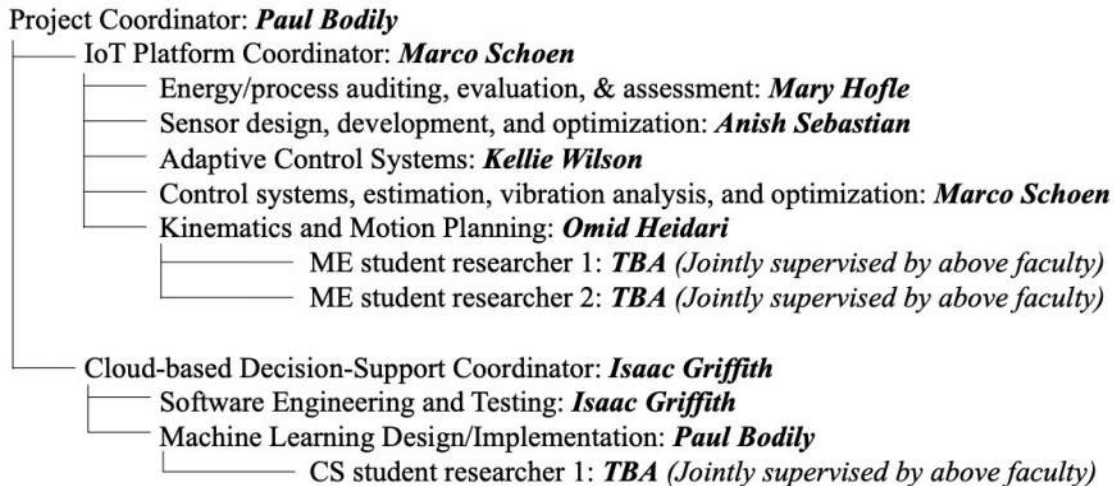 Project Coordinator: Paul Bodily
IoT Platform Coordinator: Marco Schoen
Energy/process auditing, evaluation, & assessment: Mary Hofle
Sensor design, development, and optimization: Anish Sebastian
Adaptive Control Systems: Kellie Wilson
Control systems, estimation, vibration analysis, and optimization: Marco Schoen
Kinematics and Motion Planning: Omid Heidari
ME student researcher 1: TBA (Jointly supervised by above faculty)
ME student researcher 2: TBA (Jointly supervised by above faculty)
Cloud-based Decision-Support Coordinator: Isaac Griffith
Software Engineering and Testing: Isaac Griffith
Machine Learning Design/Implementation: Paul Bodily
CS student researcher 1: TBA (Jointly supervised by above faculty)